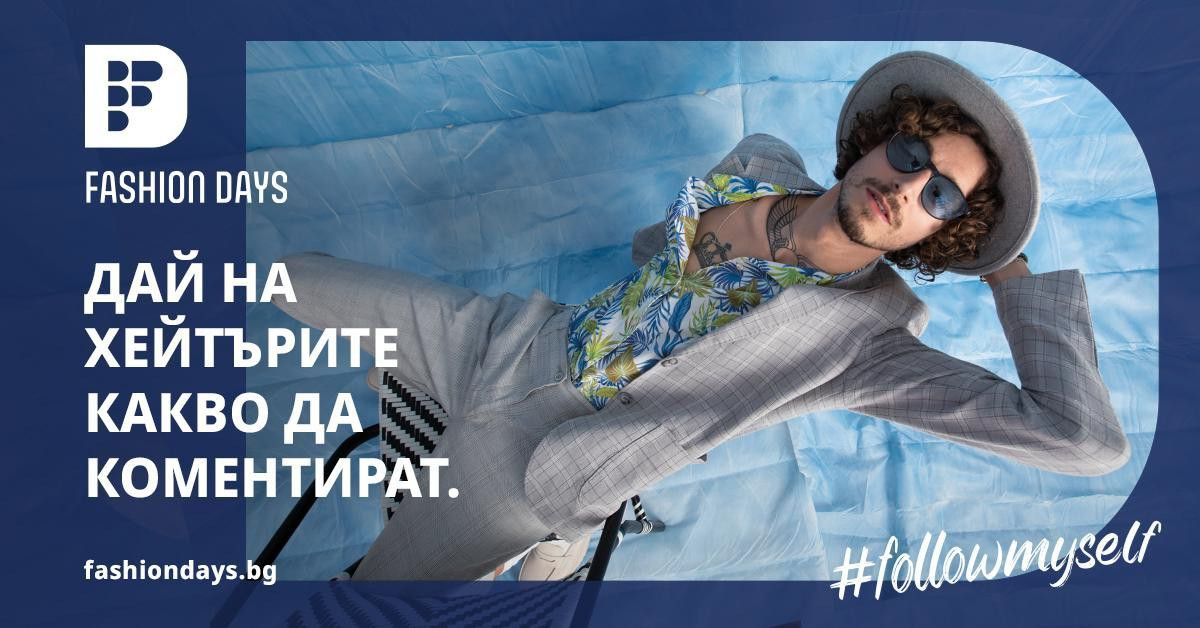 FASHION DAYS
ДАЙ НА
ХЕЙТЪРИТЕ
КАКВО ДА
КОМЕНТИРАТ.
fashiondays.bg
#followmyself